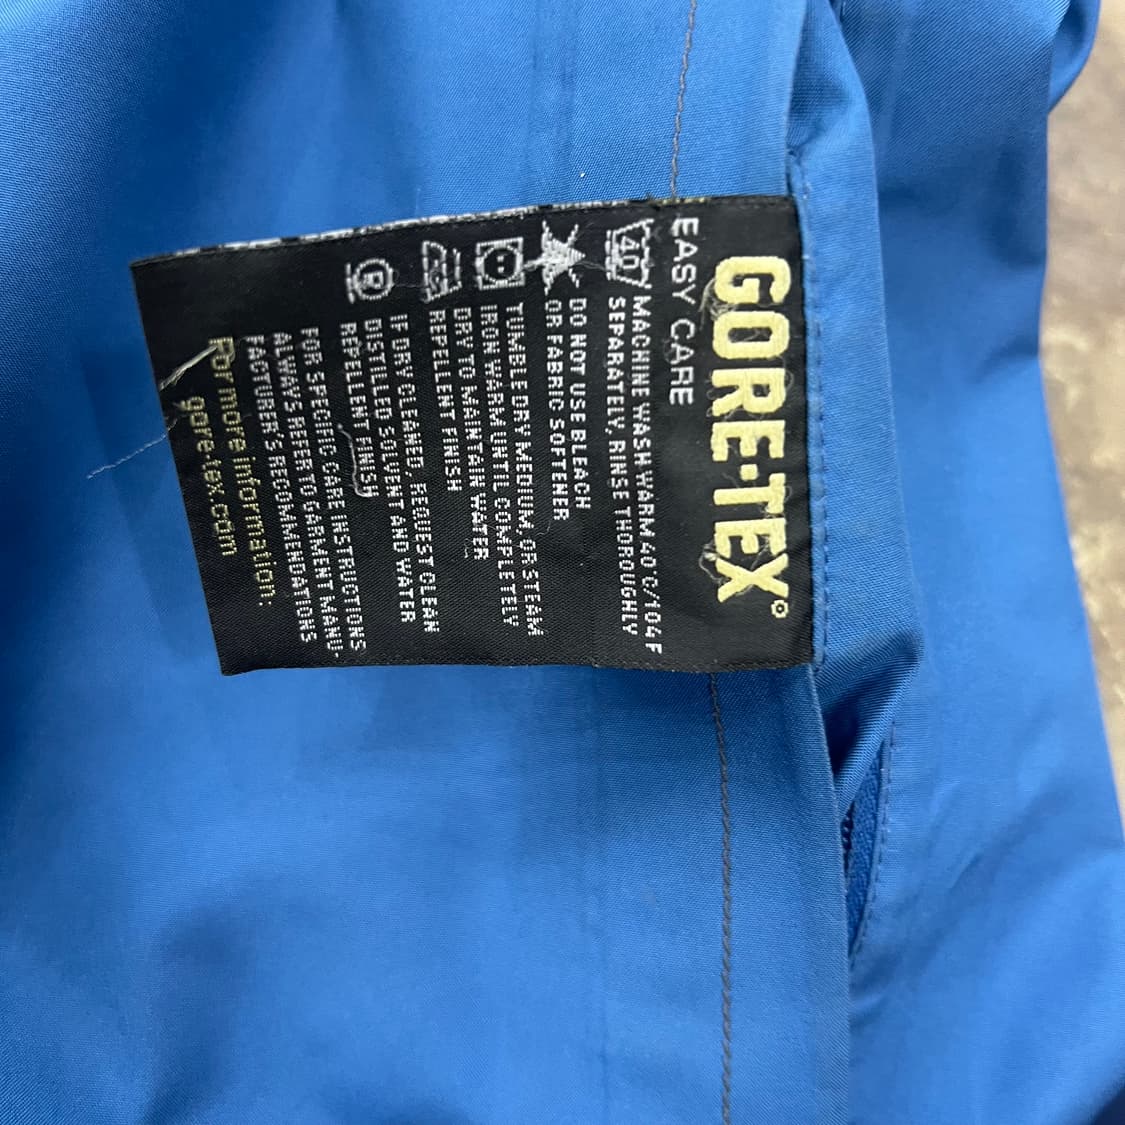 GORE-TEX®
EASY CARE
40
MACHINE WASH WARM 40°C/104 F
SEPARATELY, RINSE THOROUGHLY
DO NOT USE BLEACH
OR FABRIC SOFTENER
TUMBLE DRY MEDIUM, OR STEAM
IRON WARM UNTIL COMPLETELY
DRY TO MAINTAIN WATER
REPELLENT FINISH
IF DRY CLEANED, REQUEST CLEAN
DISTILLED SOLVENT AND WATER
REPELLENT FINISH
FOR SPECIFIC CARE INSTRUCTIONS
ALWAYS REFER TO GARMENT MANU-
FACTURER'S RECOMMENDATIONS
For more information:
gore-tex.com